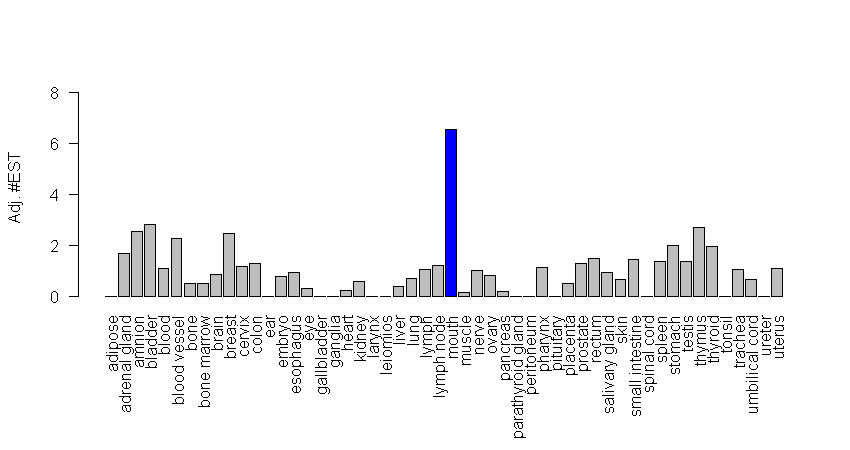 Adj. #EST
8
6
4
2
0
adipose
adrenal gland
amnion
bladder
blood
blood vessel
bone
bone marrow
brain
breast
cervix
colon
ear
embryo
esophagus
eye
gallbladder
ganglia
heart
kidney
larynx
leiomios
liver
lung
lymph
lymph node
mouth
muscle
nerve
ovary
pancreas
parathyroid gland
peritoneum
pharynx
pituitary
placenta
prostate
rectum
salivary gland
skin
small intestine
spinal cord
spleen
stomach
testis
thymus
thyroid
tonsil
trachea
umbilical cord
ureter
uterus